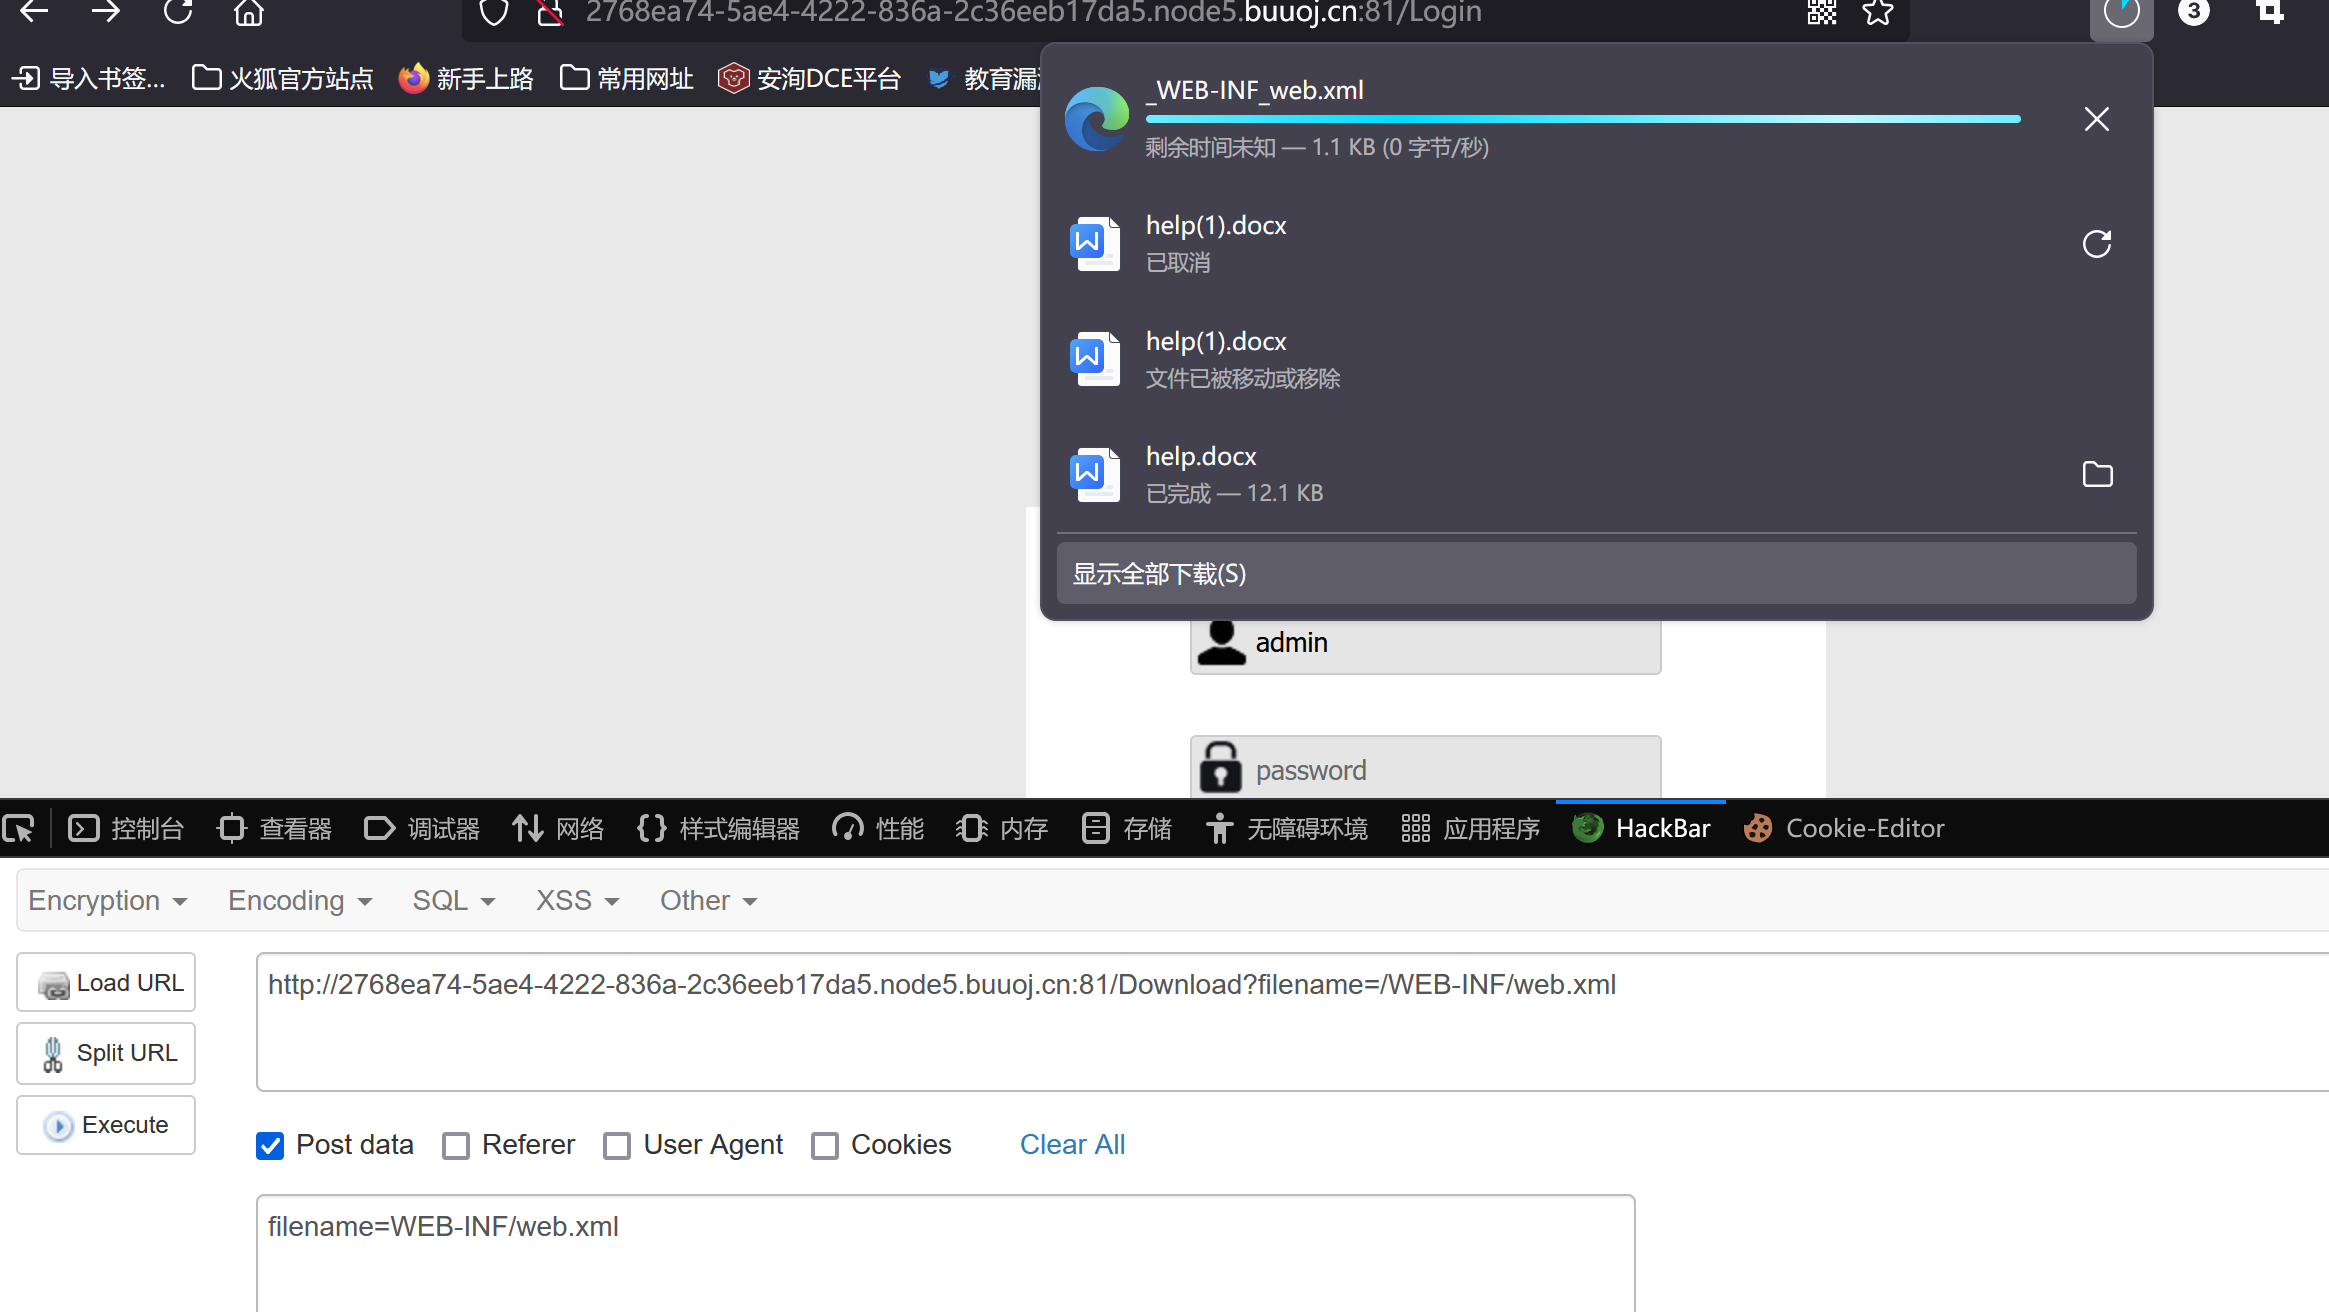 2768ea74-5ae4-4222-836a-2c36eeb17da5.node5.buuoj.cn:81/Login
3
导入书签...
火狐官方站点
新手上路
常用网址
安洵DCE平台
教育漏
_WEB-INF_web.xml
剩余时间未知 — 1.1 KB (0 字节/秒)
help(1).docx
已取消
help(1).docx
文件已被移动或移除
help.docx
已完成 — 12.1 KB
显示全部下载(S)
admin
password
控制台
查看器
调试器
网络
样式编辑器
性能
内存
存储
无障碍环境
应用程序
HackBar
Cookie-Editor
Encryption
Encoding
SQL
XSS
Other
Load URL
http://2768ea74-5ae4-4222-836a-2c36eeb17da5.node5.buuoj.cn:81/Download?filename=/WEB-INF/web.xml
Split URL
Execute
Post data
Referer
User Agent
Cookies
Clear All
filename=WEB-INF/web.xml